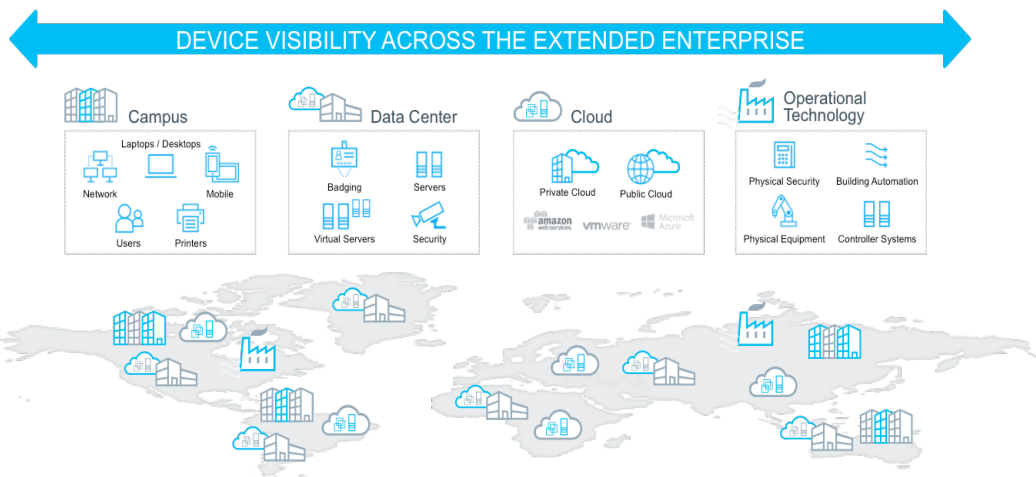 DEVICE VISIBILITY ACROSS THE EXTENDED ENTERPRISE
Campus
Laptops / Desktops
Network
Mobile
Users
Printers
Data Center
Badging
Servers
Virtual Servers
Security
Cloud
Private Cloud
Public Cloud
amazon
webservices
vmware
Microsoft
Azure
Operational
Technology
Physical Security
Building Automation
Physical Equipment
Controller Systems